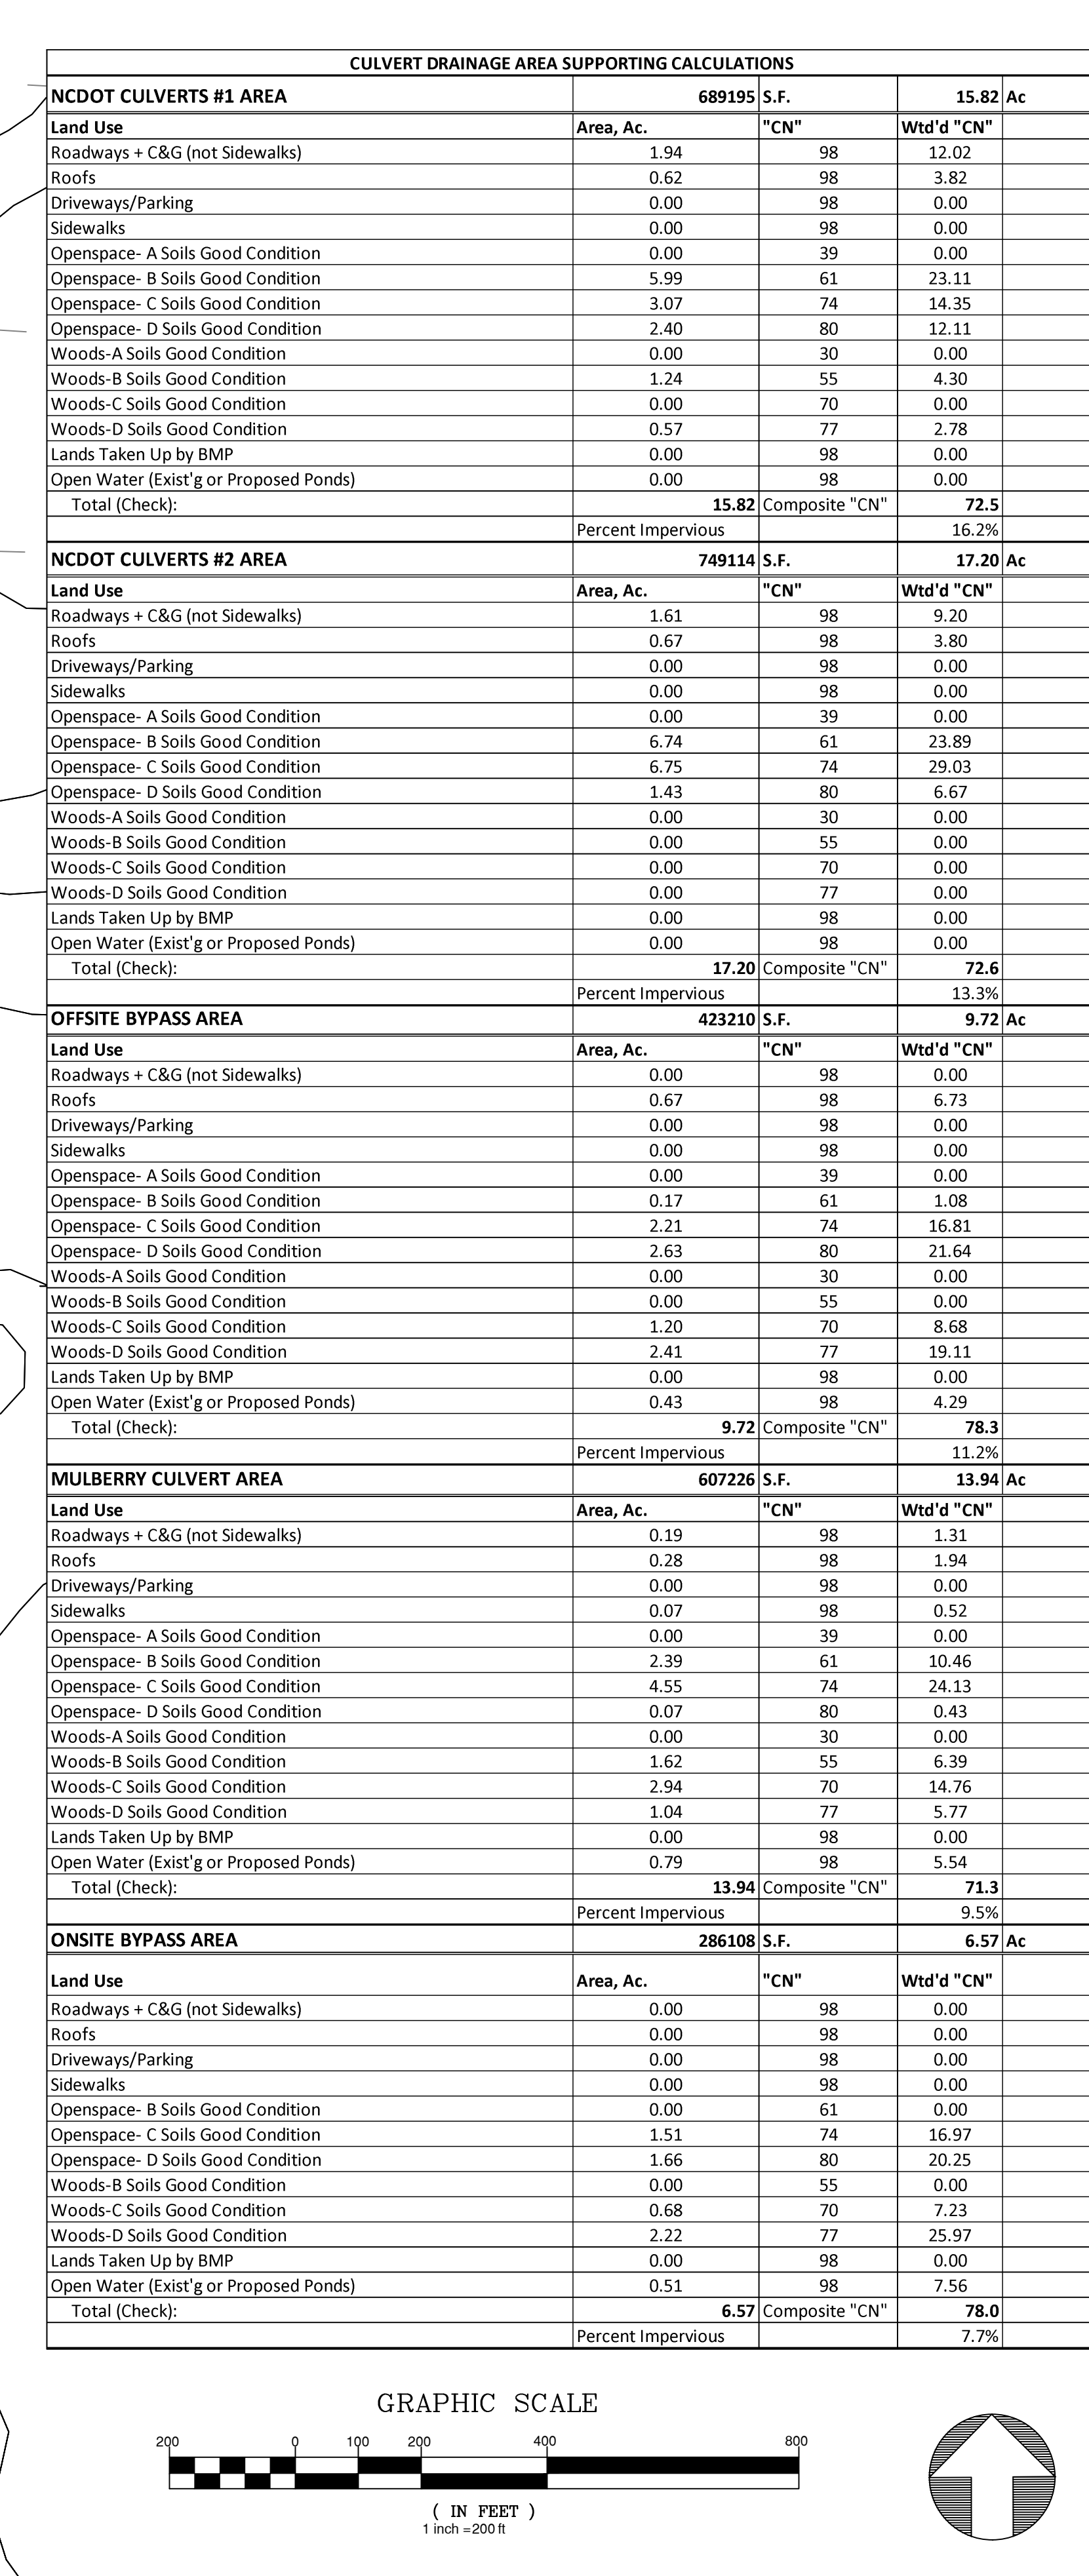 CULVERT DRAINAGE AREA SUPPORTING CALCULATIONS
NCDOT CULVERTS #1 AREA 689195 S.F. 15.82 Ac
Land Use Area, Ac. "CN" Wtd'd "CN"
Roadways + C&G (not Sidewalks) 1.94 98 12.02
Roofs 0.62 98 3.82
Driveways/Parking 0.00 98 0.00
Sidewalks 0.00 98 0.00
Openspace- A Soils Good Condition 0.00 39 0.00
Openspace- B Soils Good Condition 5.99 61 23.11
Openspace- C Soils Good Condition 3.07 74 14.35
Openspace- D Soils Good Condition 2.40 80 12.11
Woods-A Soils Good Condition 0.00 30 0.00
Woods-B Soils Good Condition 1.24 55 4.30
Woods-C Soils Good Condition 0.00 70 0.00
Woods-D Soils Good Condition 0.57 77 2.78
Lands Taken Up by BMP 0.00 98 0.00
Open Water (Exist'g or Proposed Ponds) 0.00 98 0.00
Total (Check): 15.82 Composite "CN" 72.5
Percent Impervious 16.2%
NCDOT CULVERTS #2 AREA 749114 S.F. 17.20 Ac
Land Use Area, Ac. "CN" Wtd'd "CN"
Roadways + C&G (not Sidewalks) 1.61 98 9.20
Roofs 0.67 98 3.80
Driveways/Parking 0.00 98 0.00
Sidewalks 0.00 98 0.00
Openspace- A Soils Good Condition 0.00 39 0.00
Openspace- B Soils Good Condition 6.74 61 23.89
Openspace- C Soils Good Condition 6.75 74 29.03
Openspace- D Soils Good Condition 1.43 80 6.67
Woods-A Soils Good Condition 0.00 30 0.00
Woods-B Soils Good Condition 0.00 55 0.00
Woods-C Soils Good Condition 0.00 70 0.00
Woods-D Soils Good Condition 0.00 77 0.00
Lands Taken Up by BMP 0.00 98 0.00
Open Water (Exist'g or Proposed Ponds) 0.00 98 0.00
Total (Check): 17.20 Composite "CN" 72.6
Percent Impervious 13.3%
OFFSITE BYPASS AREA 423210 S.F. 9.72 Ac
Land Use Area, Ac. "CN" Wtd'd "CN"
Roadways + C&G (not Sidewalks) 0.00 98 0.00
Roofs 0.67 98 6.73
Driveways/Parking 0.00 98 0.00
Sidewalks 0.00 98 0.00
Openspace- A Soils Good Condition 0.00 39 0.00
Openspace- B Soils Good Condition 0.17 61 1.08
Openspace- C Soils Good Condition 2.21 74 16.81
Openspace- D Soils Good Condition 2.63 80 21.64
Woods-A Soils Good Condition 0.00 30 0.00
Woods-B Soils Good Condition 0.00 55 0.00
Woods-C Soils Good Condition 1.20 70 8.68
Woods-D Soils Good Condition 2.41 77 19.11
Lands Taken Up by BMP 0.00 98 0.00
Open Water (Exist'g or Proposed Ponds) 0.43 98 4.29
Total (Check): 9.72 Composite "CN" 78.3
Percent Impervious 11.2%
MULBERRY CULVERT AREA 607226 S.F. 13.94 Ac
Land Use Area, Ac. "CN" Wtd'd "CN"
Roadways + C&G (not Sidewalks) 0.19 98 1.31
Roofs 0.28 98 1.94
Driveways/Parking 0.00 98 0.00
Sidewalks 0.07 98 0.52
Openspace- A Soils Good Condition 0.00 39 0.00
Openspace- B Soils Good Condition 2.39 61 10.46
Openspace- C Soils Good Condition 4.55 74 24.13
Openspace- D Soils Good Condition 0.07 80 0.43
Woods-A Soils Good Condition 0.00 30 0.00
Woods-B Soils Good Condition 1.62 55 6.39
Woods-C Soils Good Condition 2.94 70 14.76
Woods-D Soils Good Condition 1.04 77 5.77
Lands Taken Up by BMP 0.00 98 0.00
Open Water (Exist'g or Proposed Ponds) 0.79 98 5.54
Total (Check): 13.94 Composite "CN" 71.3
Percent Impervious 9.5%
ONSITE BYPASS AREA 286108 S.F. 6.57 Ac
Land Use Area, Ac. "CN" Wtd'd "CN"
Roadways + C&G (not Sidewalks) 0.00 98 0.00
Roofs 0.00 98 0.00
Driveways/Parking 0.00 98 0.00
Sidewalks 0.00 98 0.00
Openspace- B Soils Good Condition 0.00 61 0.00
Openspace- C Soils Good Condition 1.51 74 16.97
Openspace- D Soils Good Condition 1.66 80 20.25
Woods-B Soils Good Condition 0.00 55 0.00
Woods-C Soils Good Condition 0.68 70 7.23
Woods-D Soils Good Condition 2.22 77 25.97
Lands Taken Up by BMP 0.00 98 0.00
Open Water (Exist'g or Proposed Ponds) 0.51 98 7.56
Total (Check): 6.57 Composite "CN" 78.0
Percent Impervious 7.7%
GRAPHIC SCALE
200 0 100 200 400 800
( IN FEET )
1 inch =200 ft